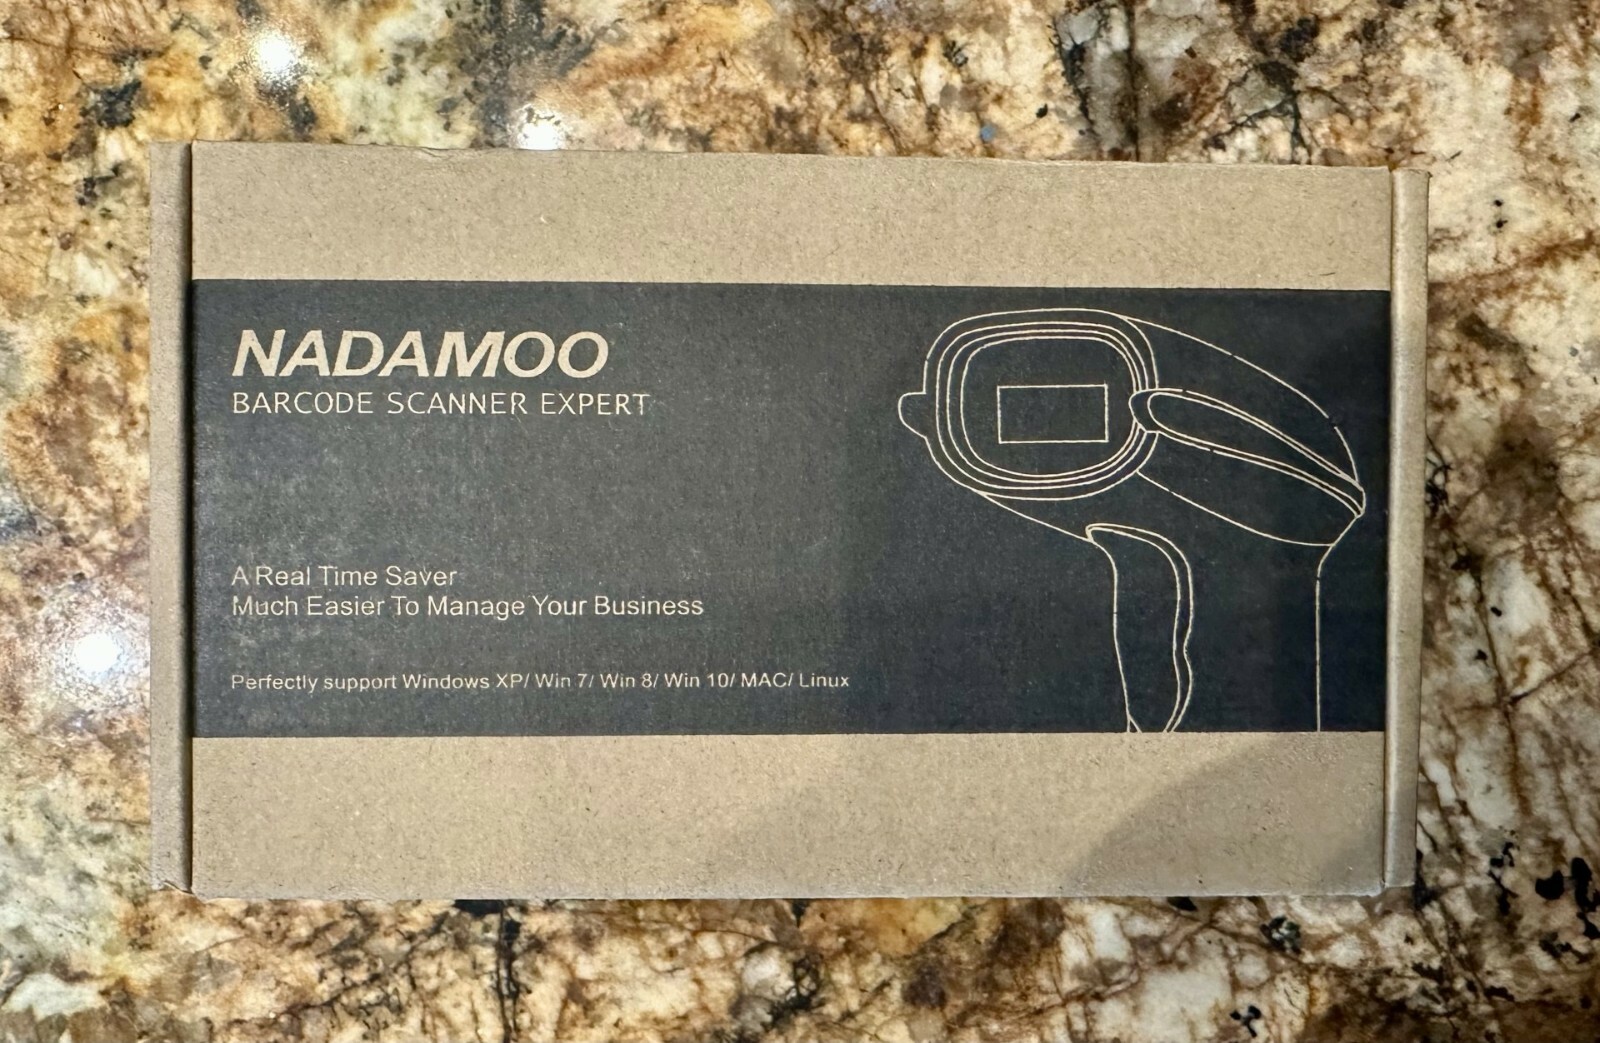 NADAMOO
BARCODE SCANNER EXPERT
A Real Time Saver
Much Easier To Manage Your Business
Perfectly support Windows XP/ Win 7/ Win 8/ Win 10/ MAC/ Linux